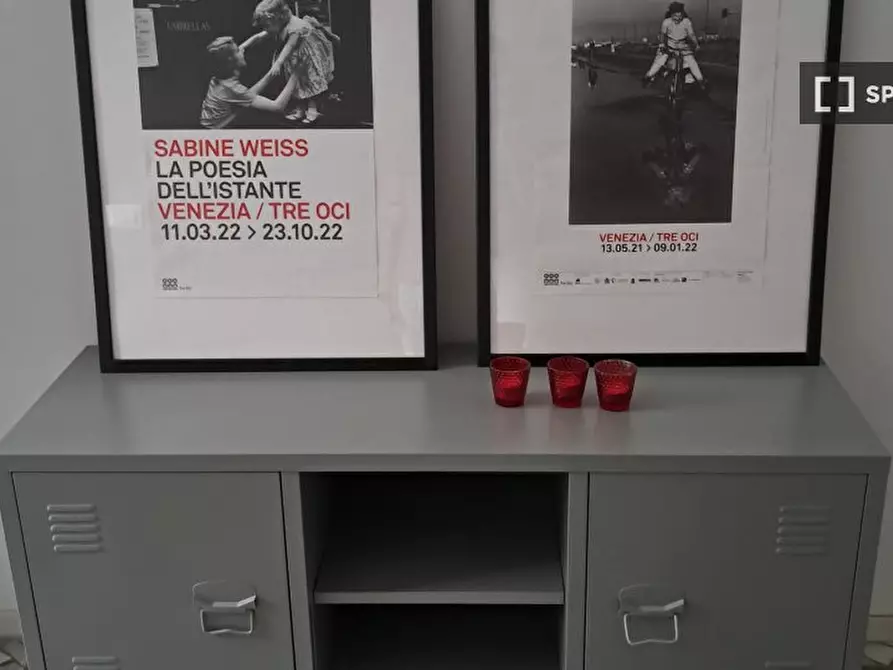 SABINE WEISS
LA POESIA
DELL'ISTANTE
VENEZIA / TRE OCI
11.03.22 > 23.10.22
VENEZIA / TRE OCI
13.05.21 > 09.01.22
SP